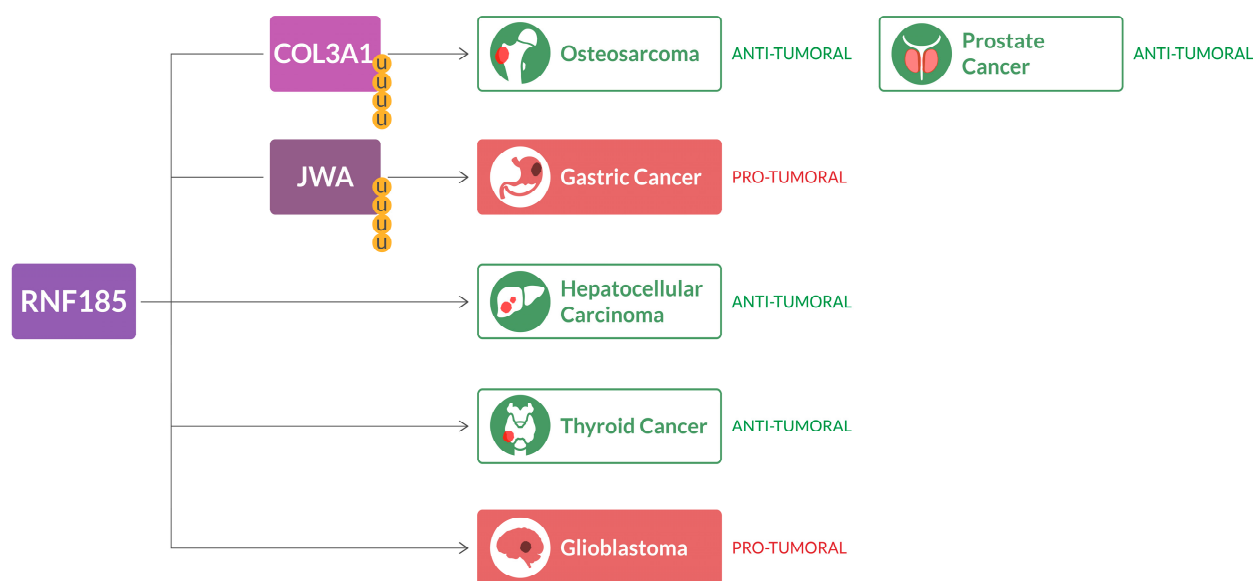 COL3A1
u
u
u
u
Osteosarcoma
ANTI-TUMORAL
Prostate
Cancer
ANTI-TUMORAL
JWA
u
u
u
u
Gastric Cancer
PRO-TUMORAL
RNF185
Hepatocellular
Carcinoma
ANTI-TUMORAL
Thyroid Cancer
ANTI-TUMORAL
Glioblastoma
PRO-TUMORAL